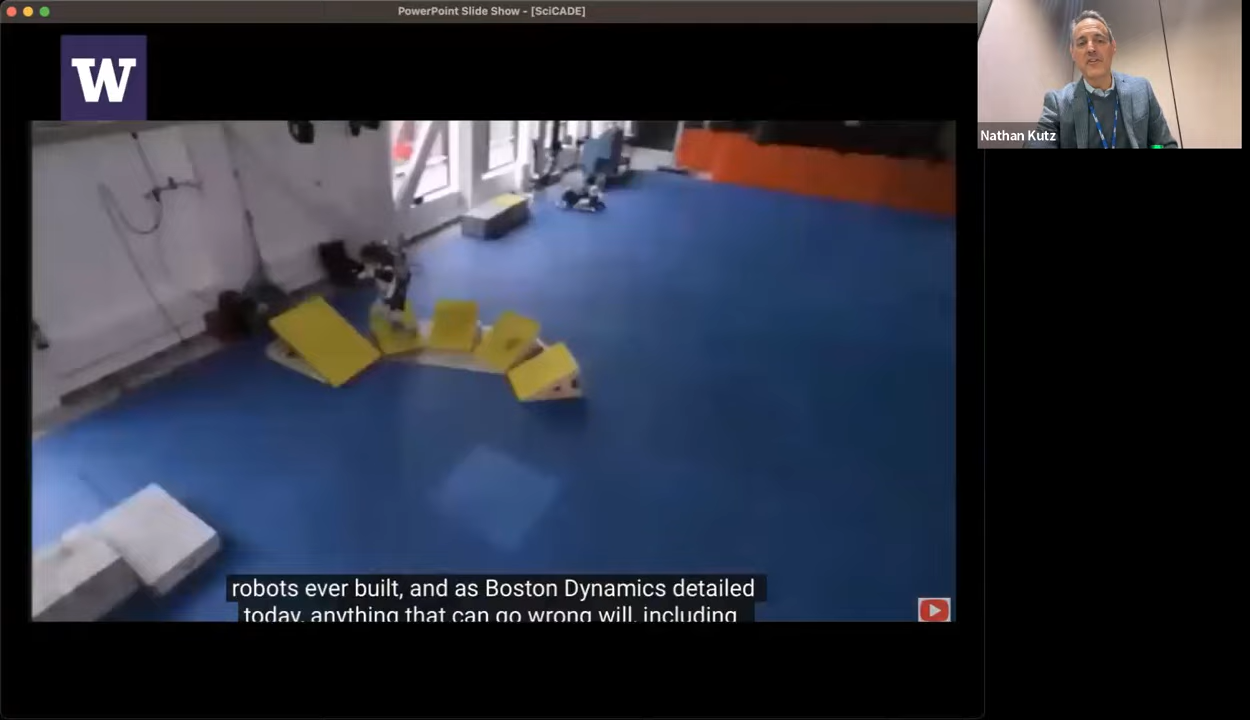 PowerPoint Slide Show - [SciCADE]
W
Nathan Kutz
robots ever built, and as Boston Dynamics detailed
today, anything that can go wrong will, including